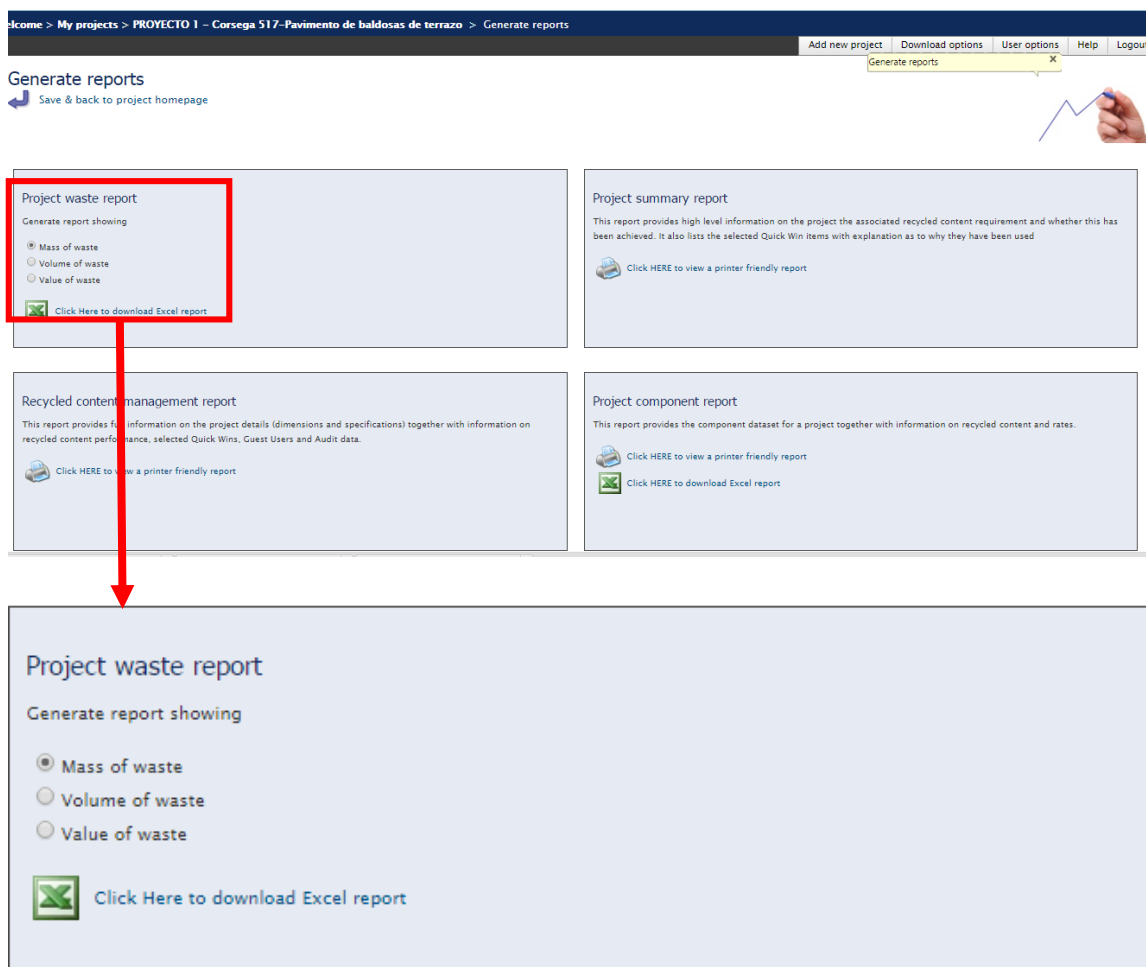 elcome > My projects > PROYECTO 1 – Corsega 517–Pavimento de baldosas de terrazo > Generate reports
Add new project Download options User options Help Logout
Generate reports X
Generate reports
Save & back to project homepage
Project waste report
Generate report showing
Mass of waste
Volume of waste
Value of waste
Click Here to download Excel report
Project summary report
This report provides high level information on the project the associated recycled content requirement and whether this has
been achieved. It also lists the selected Quick Win items with explanation as to why they have been used
Click HERE to view a printer friendly report
Recycled content management report
This report provides full information on the project details (dimensions and specifications) together with information on
recycled content performance, selected Quick Wins, Guest Users and Audit data.
Click HERE to view a printer friendly report
Project component report
This report provides the component dataset for a project together with information on recycled content and rates.
Click HERE to view a printer friendly report
Click HERE to download Excel report
Project waste report
Generate report showing
Mass of waste
Volume of waste
Value of waste
Click Here to download Excel report